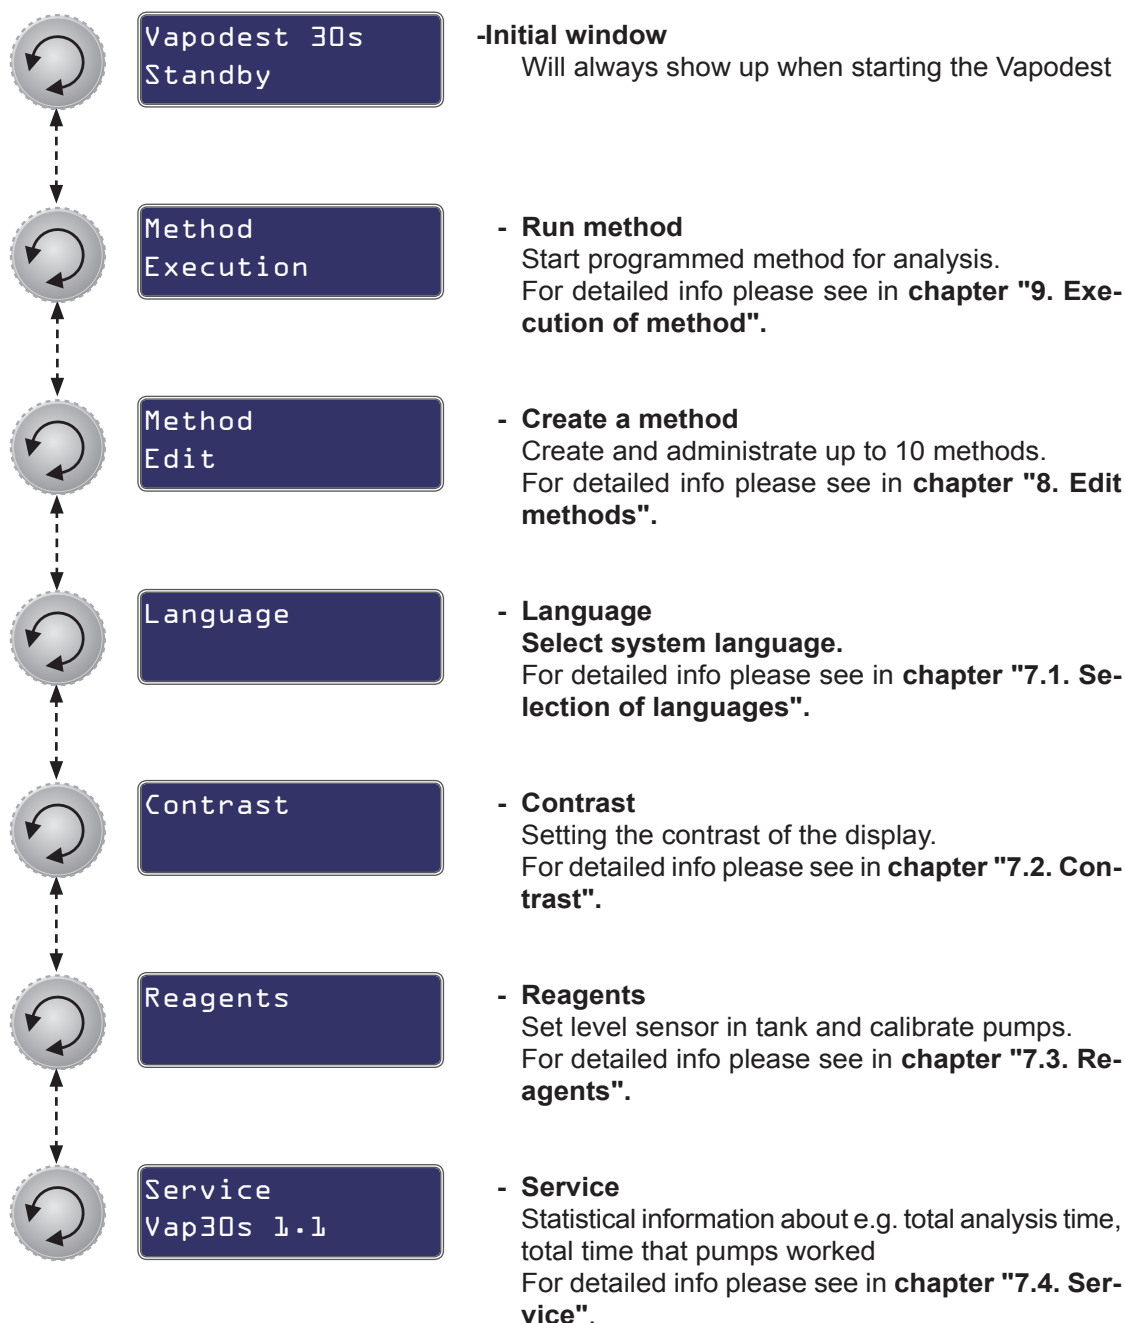 Vapodest 30s
Standby
-Initial window
Will always show up when starting the Vapodest
Method
Execution
- Run method
Start programmed method for analysis.
For detailed info please see in chapter "9. Exe-
cution of method".
Method
Edit
- Create a method
Create and administrate up to 10 methods.
For detailed info please see in chapter "8. Edit
methods".
Language
- Language
Select system language.
For detailed info please see in chapter "7.1. Se-
lection of languages".
Contrast
- Contrast
Setting the contrast of the display.
For detailed info please see in chapter "7.2. Con-
trast".
Reagents
- Reagents
Set level sensor in tank and calibrate pumps.
For detailed info please see in chapter "7.3. Re-
agents".
Service
Vap30s 1.1
- Service
Statistical information about e.g. total analysis time,
total time that pumps worked
For detailed info please see in chapter "7.4. Ser-
vice".